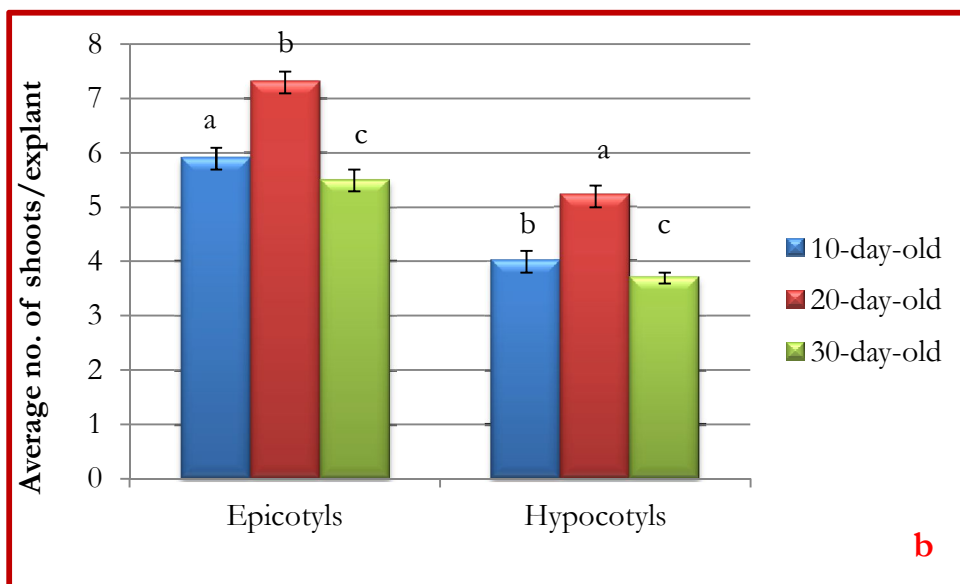 Average no. of shoots/explant
8
7
6
5
4
3
2
1
0
a
b
c
b
a
c
Epicotyls
Hypocotyls
10-day-old
20-day-old
30-day-old
b